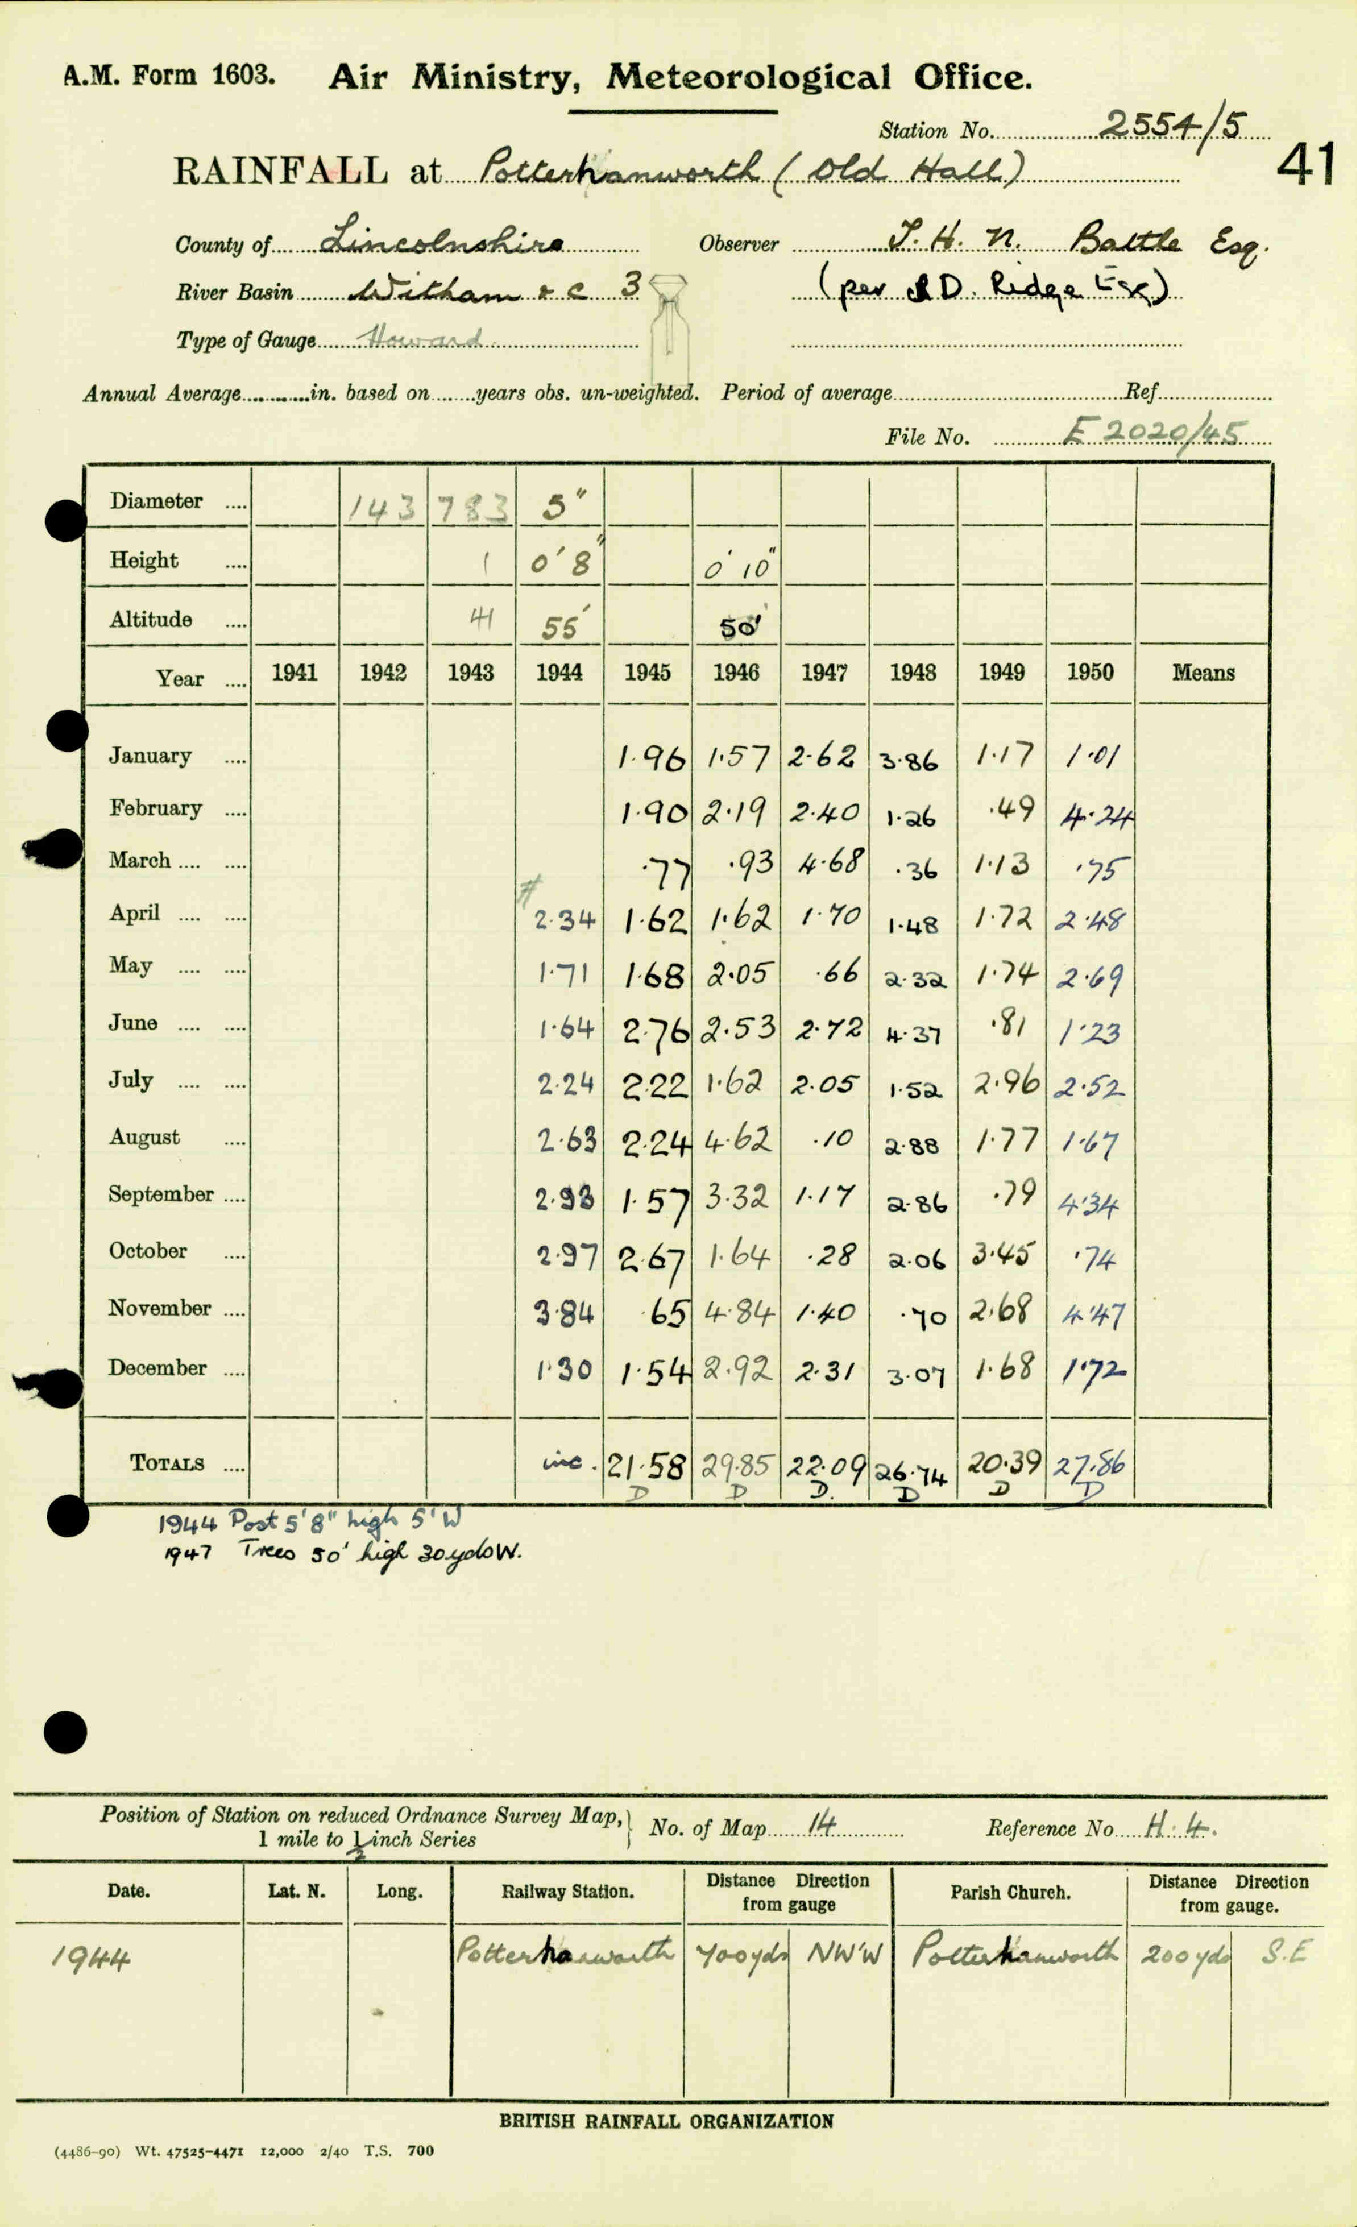 A.M. Form 1603. Air Ministry, Meteorological Office.
Station No. 2554/5
41
RAINFALL at Potterhanworth (Old Hall)
County of Lincolnshire Observer T. H. N. Battle Esq.
River Basin Witham & c 3 (per D. Ridge Esq)
Type of Gauge Howard.
Annual Average in. based on years obs. un-weighted. Period of average Ref.
File No. E 2020/45
Diameter 143 783 5"
Height 1 0' 8" 0' 10"
Altitude 41 55' 50'
Year 1941 1942 1943 1944 1945 1946 1947 1948 1949 1950 Means
January 1.96 1.57 2.62 3.86 1.17 1.01
February 1.90 2.19 2.40 1.26 .49 4.24
March .77 .93 4.68 .36 1.13 .75
April # 2.34 1.62 1.62 1.70 1.48 1.72 2.48
May 1.71 1.68 2.05 .66 2.32 1.74 2.69
June 1.64 2.76 2.53 2.72 4.37 .81 1.23
July 2.24 2.22 1.62 2.05 1.52 2.96 2.52
August 2.63 2.24 4.62 .10 2.88 1.77 1.67
September 2.93 1.57 3.32 1.17 2.86 .79 4.34
October 2.97 2.67 1.64 .28 2.06 3.45 .74
November 3.84 .65 4.84 1.40 .70 2.68 4.47
December 1.30 1.54 2.92 2.31 3.07 1.68 1.72
TOTALS inc. 21.58 29.85 22.09 26.74 20.39 27.86
D D D. D D D
1944 Post 5'8" high 5' W
1947 Trees 50' high 30 yds W.
Position of Station on reduced Ordnance Survey Map, No. of Map 14 Reference No H.4.
1 mile to ½ inch Series
Date. Lat. N. Long. Railway Station. Distance Direction from gauge Parish Church. Distance Direction from gauge.
1944 Potterhanworth 700 yds NW'W Potterhanworth 200 yds S.E
BRITISH RAINFALL ORGANIZATION
(4486-90) Wt. 47525-4471 12,000 2/40 T.S. 700